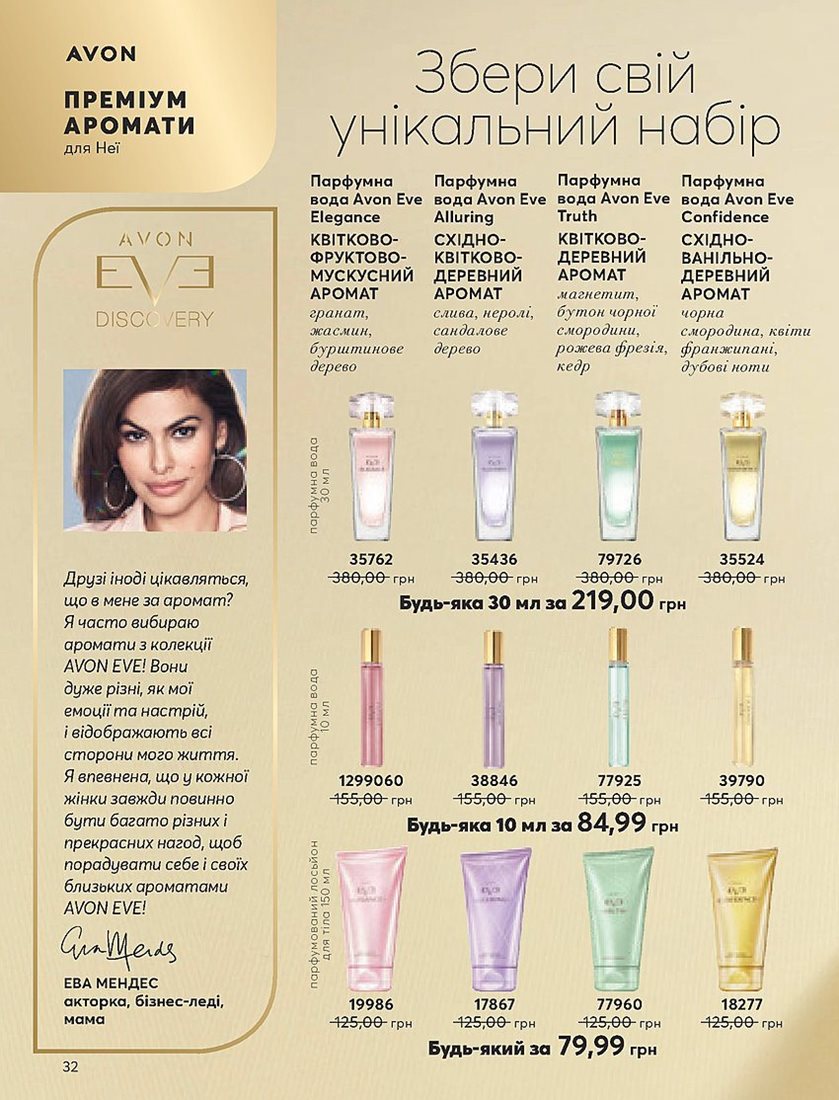 AVON
ПРЕМІУМ
АРОМАТИ
для Неї
Збери свій
унікальний набір
AVON
EVE
DISCOVERY
Друзі іноді цікавляться,
що в мене за аромат?
Я часто вибираю
аромати з колекції
AVON EVE! Вони
дуже різні, як мої
емоції та настрій,
і відображають всі
сторони мого життя.
Я впевнена, що у кожної
жінки завжди повинно
бути багато різних і
прекрасних нагод, щоб
порадувати себе і своїх
близьких ароматами
AVON EVE!
Eva Mendes
ЕВА МЕНДЕС
акторка, бізнес-леді,
мама
Парфумна
вода Avon Eve
Elegance
КВІТКОВО-
ФРУКТОВО-
МУСКУСНИЙ
АРОМАТ
гранат,
жасмин,
бурштинове
дерево
Парфумна
вода Avon Eve
Alluring
СХІДНО-
КВІТКОВО-
ДЕРЕВНИЙ
АРОМАТ
слива, неролі,
сандалове
дерево
Парфумна
вода Avon Eve
Truth
КВІТКОВО-
ДЕРЕВНИЙ
АРОМАТ
магнетит,
бутон чорної
смородини,
рожева фрезія,
кедр
Парфумна
вода Avon Eve
Confidence
СХІДНО-
ВАНІЛЬНО-
ДЕРЕВНИЙ
АРОМАТ
чорна
смородина, квіти
франжипані,
дубові ноти
парфумна вода
30 мл
35762 35436 79726 35524
380,00 грн 380,00 грн 380,00 грн 380,00 грн
Будь-яка 30 мл за 219,00 грн
парфумна вода
10 мл
1299060 38846 77925 39790
155,00 грн 155,00 грн 155,00 грн 155,00 грн
Будь-яка 10 мл за 84,99 грн
парфумований лосьйон
для тіла 150 мл
19986 17867 77960 18277
125,00 грн 125,00 грн 125,00 грн 125,00 грн
Будь-який за 79,99 грн
32